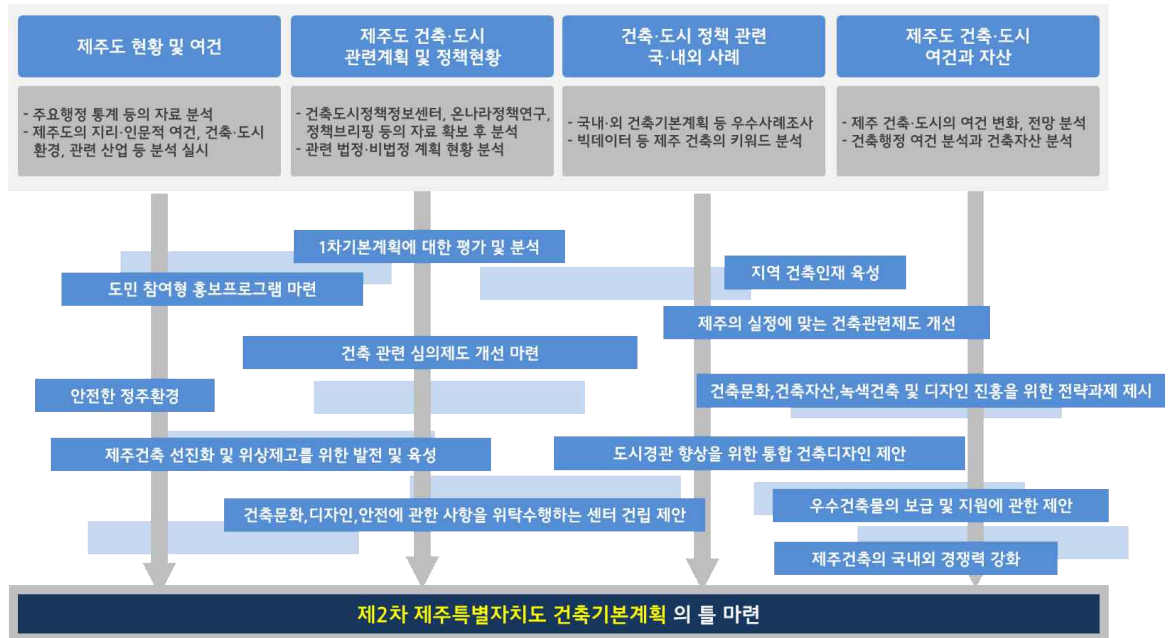 제주도 현황 및 여건
제주도 건축·도시
관련계획 및 정책현황
건축·도시 정책 관련
국·내외 사례
제주도 건축·도시
여건과 자산
- 주요행정 통계 등의 자료 분석
- 제주도의 지리·인문적 여건, 건축·도시
환경, 관련 산업 등 분석 실시
- 건축도시정책정보센터, 온나라정책연구,
정책브리핑 등의 자료 확보 후 분석
- 관련 법정·비법정 계획 현황 분석
- 국내·외 건축기본계획 등 우수사례조사
- 빅데이터 등 제주 건축의 키워드 분석
- 제주 건축·도시의 여건 변화, 전망 분석
- 건축행정 여건 분석과 건축자산 분석
1차기본계획에 대한 평가 및 분석
지역 건축인재 육성
도민 참여형 홍보프로그램 마련
제주의 실정에 맞는 건축관련제도 개선
건축 관련 심의제도 개선 마련
안전한 정주환경
건축문화,건축자산,녹색건축 및 디자인 진흥을 위한 전략과제 제시
제주건축 선진화 및 위상제고를 위한 발전 및 육성
도시경관 향상을 위한 통합 건축디자인 제안
우수건축물의 보급 및 지원에 관한 제안
건축문화,디자인,안전에 관한 사항을 위탁수행하는 센터 건립 제안
제주건축의 국내외 경쟁력 강화
제2차 제주특별자치도 건축기본계획 의 틀 마련